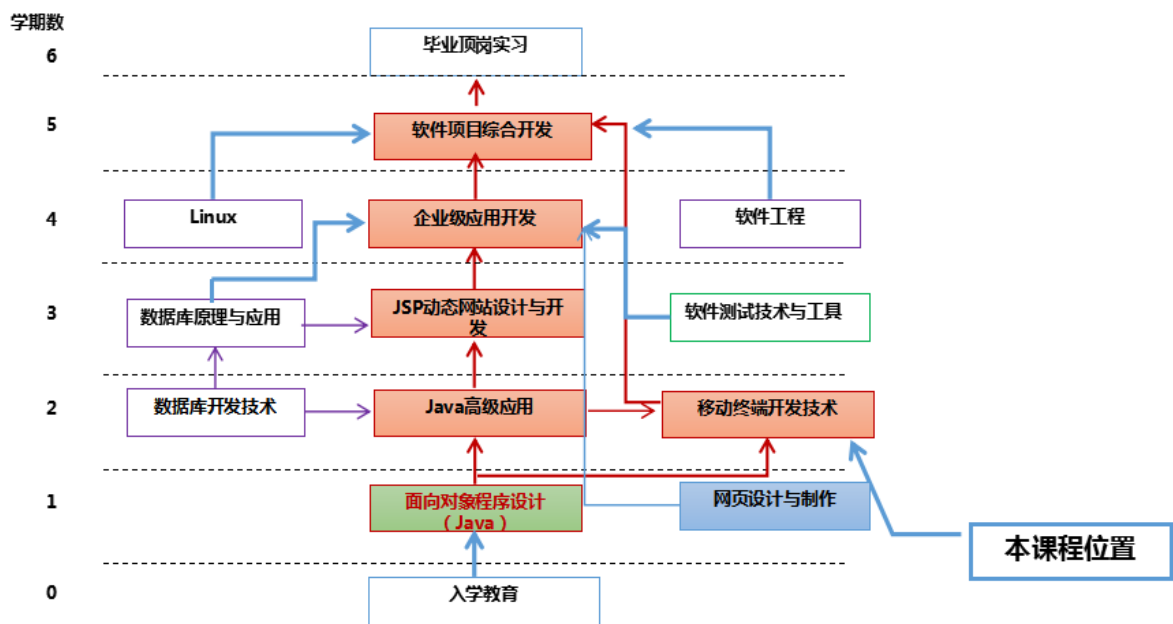 学期数
6
毕业顶岗实习
5
软件项目综合开发
4
Linux
企业级应用开发
软件工程
3
数据库原理与应用
JSP动态网站设计与开
发
软件测试技术与工具
2
数据库开发技术
Java高级应用
移动终端开发技术
1
面向对象程序设计
（Java）
网页设计与制作
本课程位置
0
入学教育